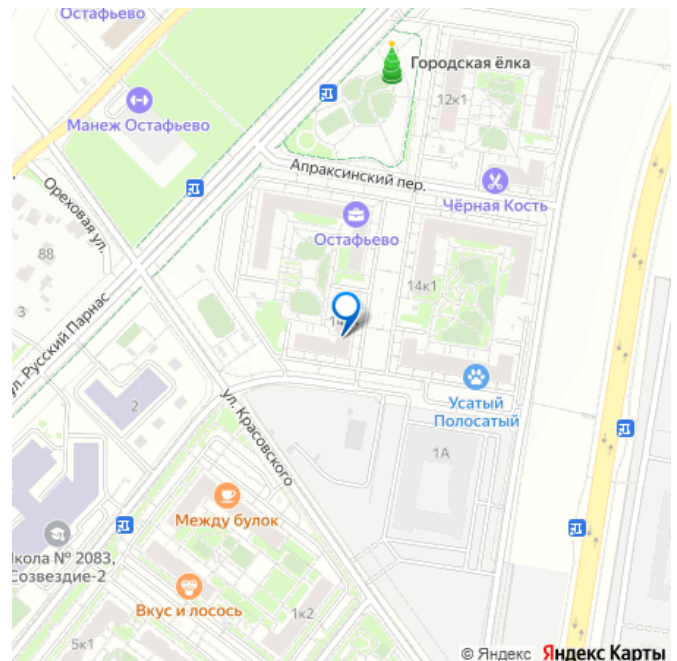 Остафьево
Городская ёлка
12к1
Манеж Остафьево
Апраксинский пер.
Чёрная Кость
Ореховая ул.
Остафьево
88
14к1
3
ул. Русский Парнас
2
ул. Красовского
Усатый
Полосатый
1А
Между булок
кола № 2083,
Созвездие-2
Вкус и лосось
1к2
5к1
© Яндекс Яндекс Карты